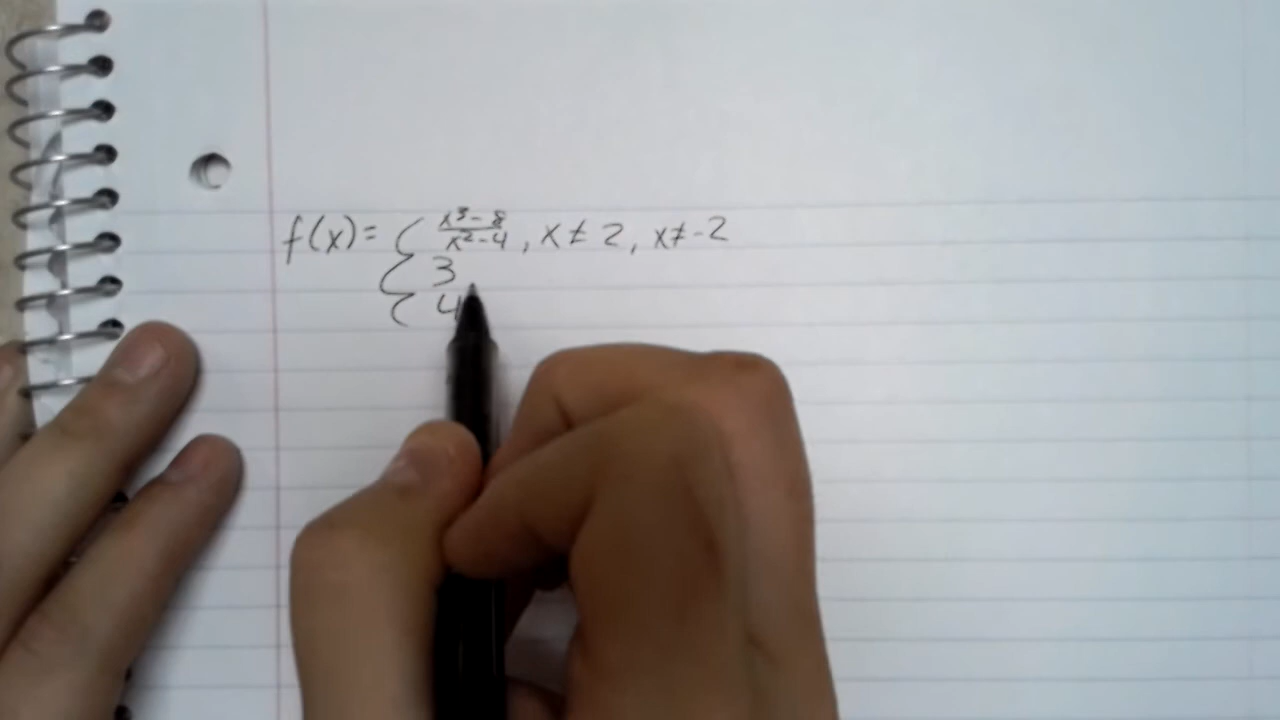 f(x) = { x³-8 / x²-4 , x ≠ 2, x ≠ -2
3
4